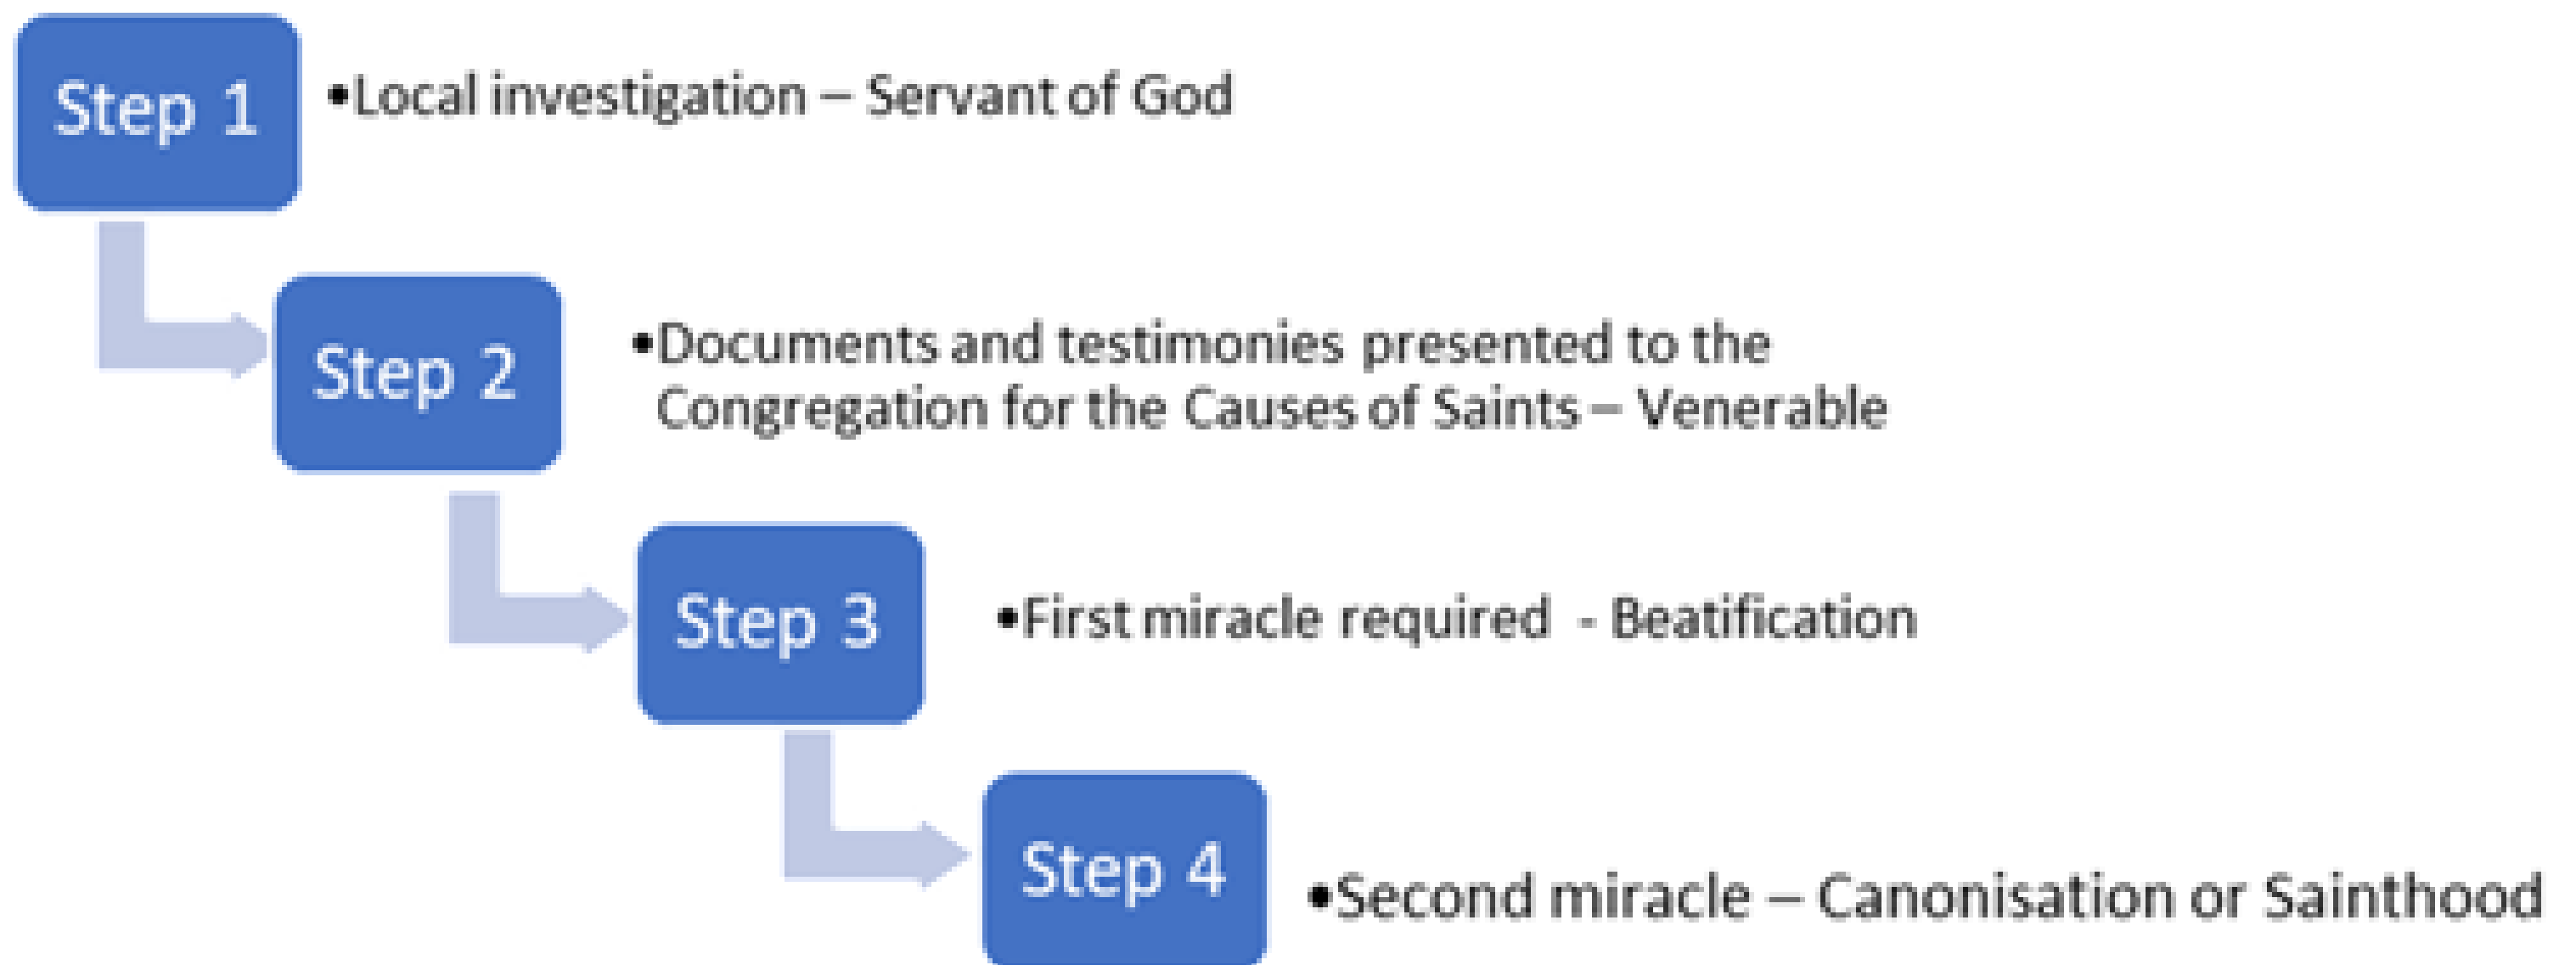 Step 1
•Local investigation – Servant of God
Step 2
•Documents and testimonies presented to the
Congregation for the Causes of Saints – Venerable
Step 3
•First miracle required - Beatification
Step 4
•Second miracle – Canonisation or Sainthood